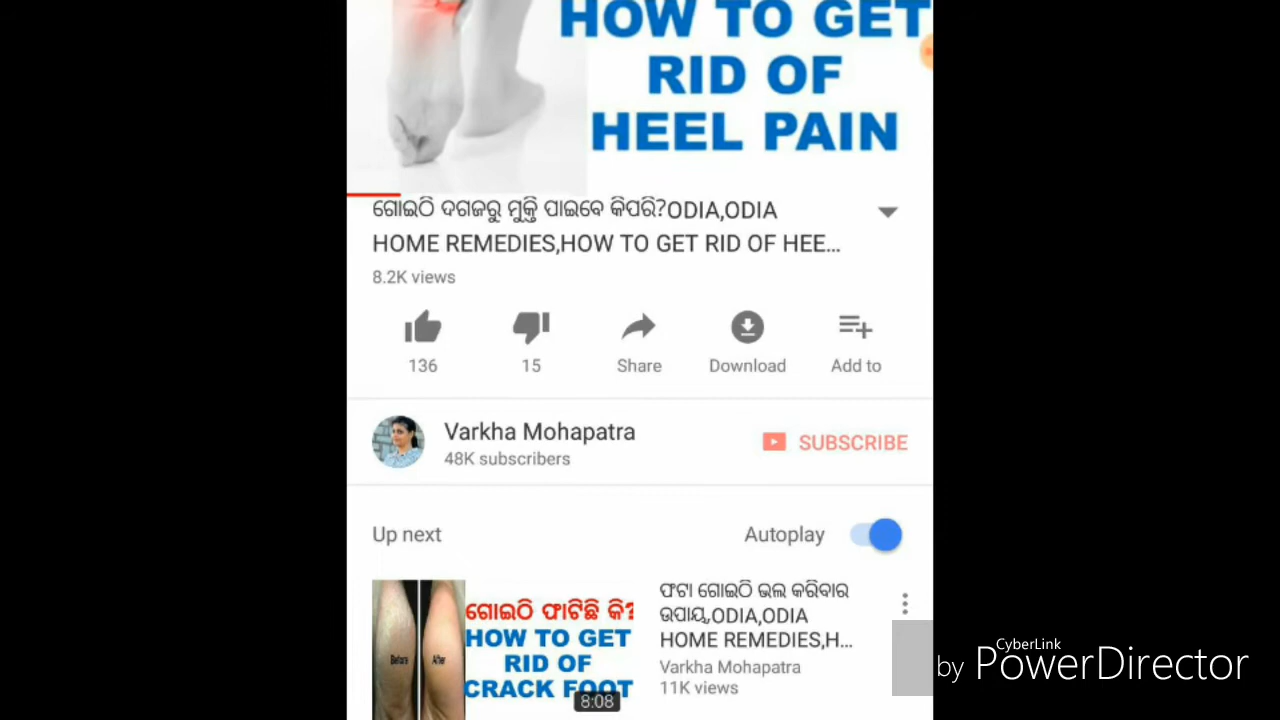 HOW TO GET
RID OF
HEEL PAIN
ଗୋଇଠି ଦରଜରୁ ମୁକ୍ତି ପାଇବେ କିପରି?ODIA,ODIA
HOME REMEDIES,HOW TO GET RID OF HEE...
8.2K views
136
15
Share
Download
Add to
Varkha Mohapatra
48K subscribers
SUBSCRIBE
Up next
Autoplay
ଗୋଇଠି ଫାଟିଛି କି?
HOW TO GET
RID OF
CRACK FOOT
Before
After
8:08
ଫଟା ଗୋଇଠି ଭଲ କରିବାର
ଉପାୟ,ODIA,ODIA
HOME REMEDIES,H...
Varkha Mohapatra
11K views
by CyberLink PowerDirector